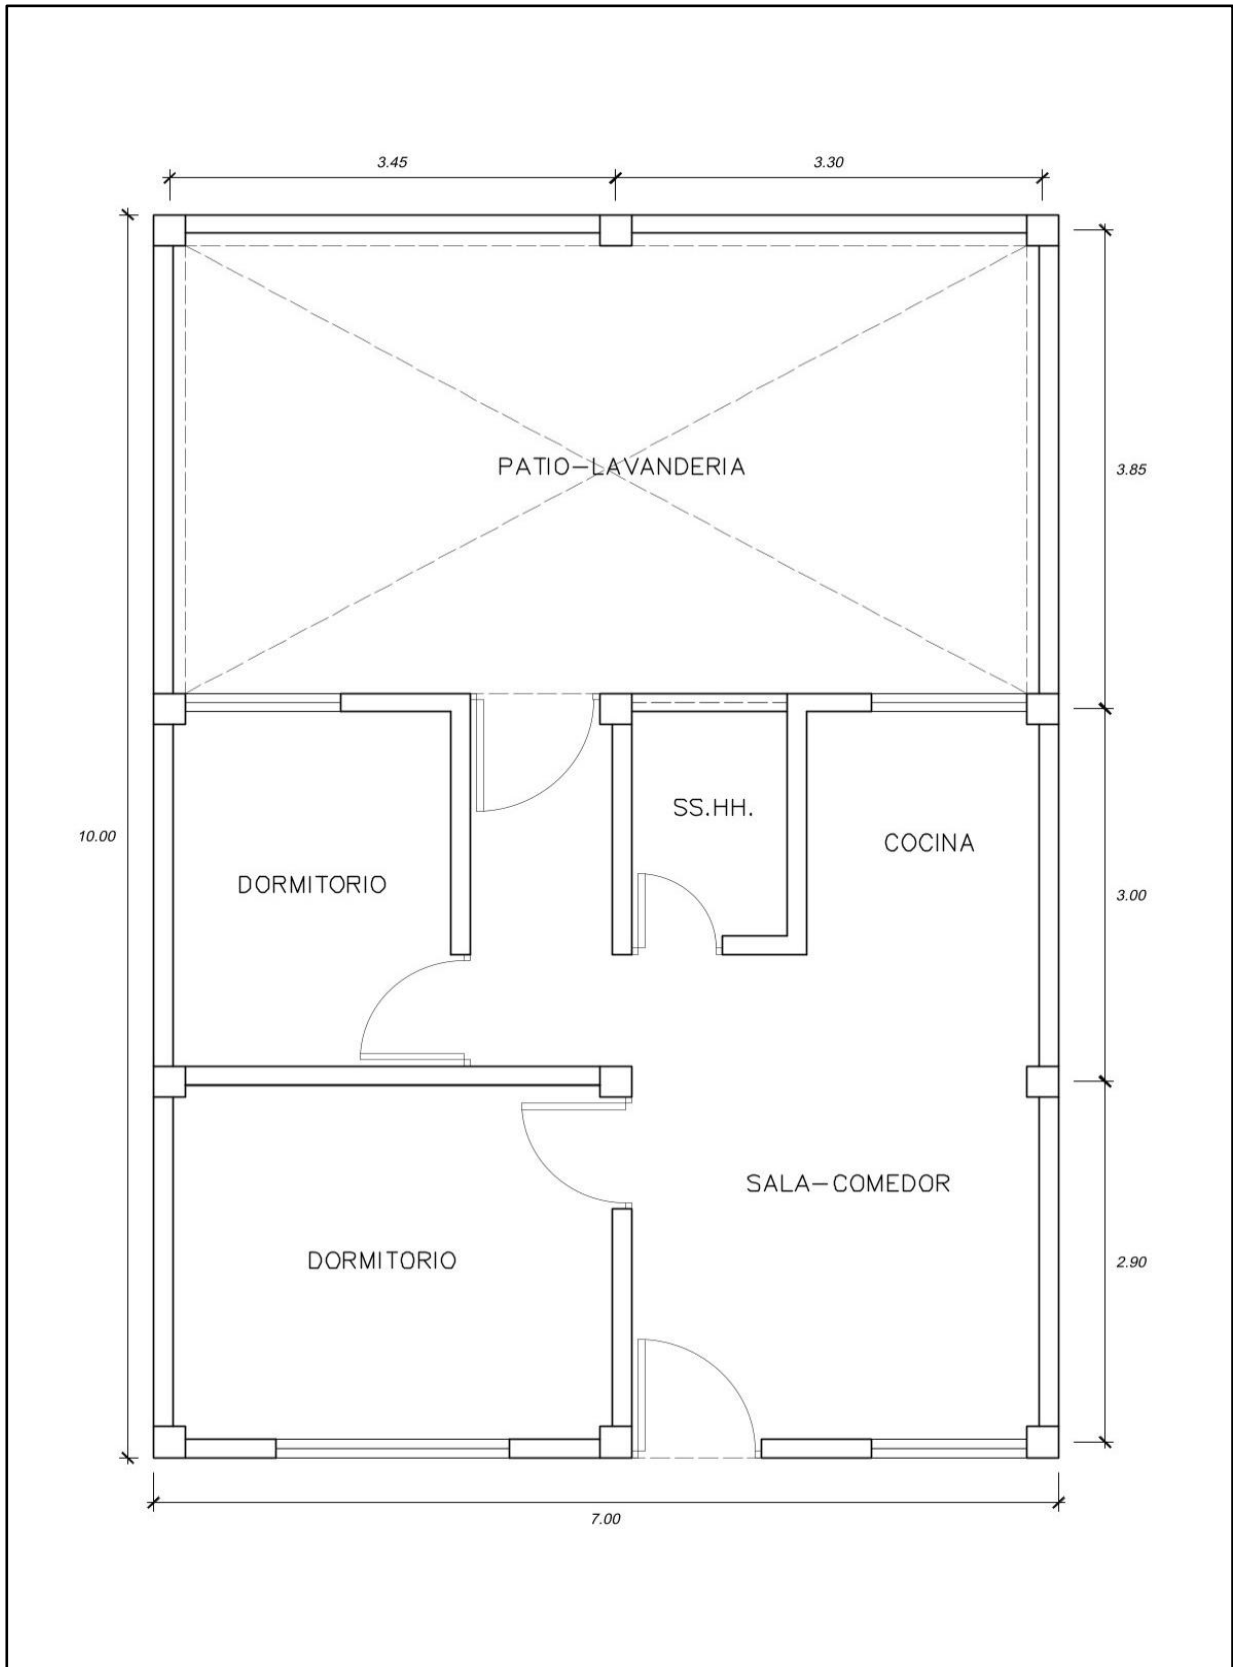 3.45
3.30
PATIO-LAVANDERIA
3.85
SS.HH.
10.00
COCINA
DORMITORIO
3.00
SALA-COMEDOR
DORMITORIO
2.90
7.00